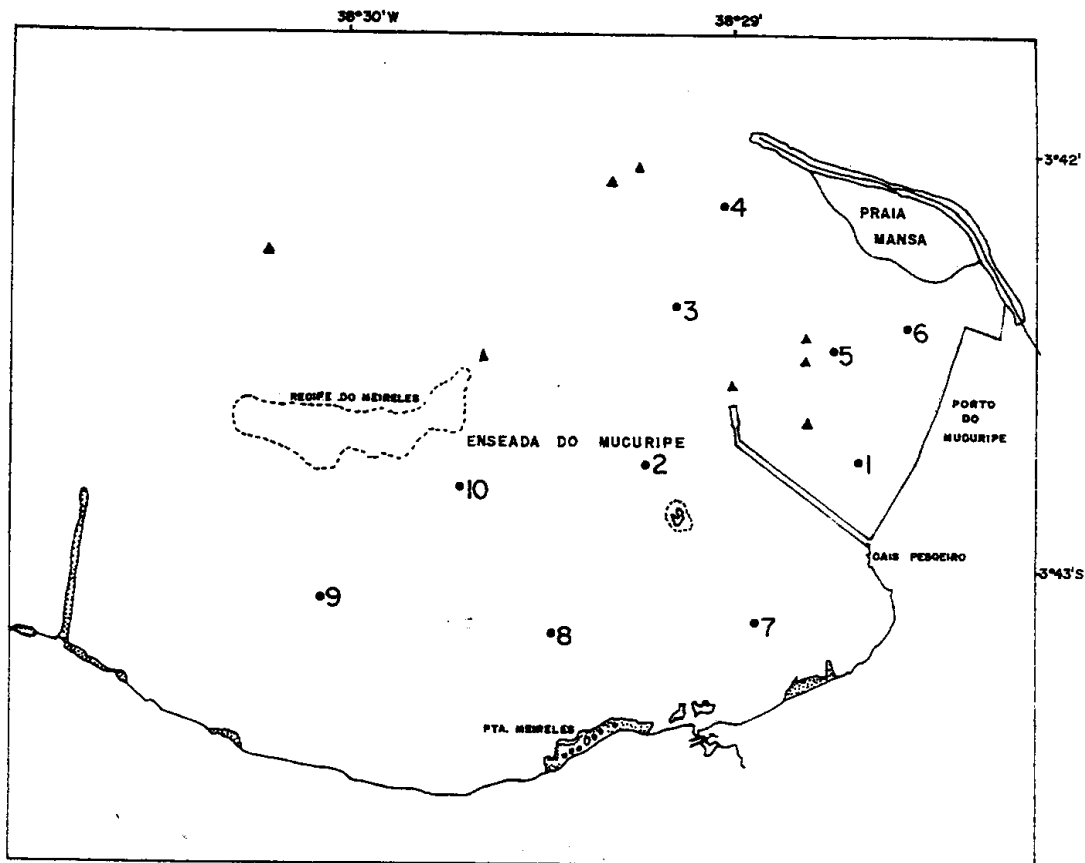 38°30'W
38°29'
3°42'
4
PRAIA
MANSA
3
6
5
RECIFE DO MEIRELES
PORTO
DO
MUCURIPE
ENSEADA DO MUCURIPE
2
1
10
CAIS PESQEIRO
3°43'S
9
7
8
PTA. MEIRELES